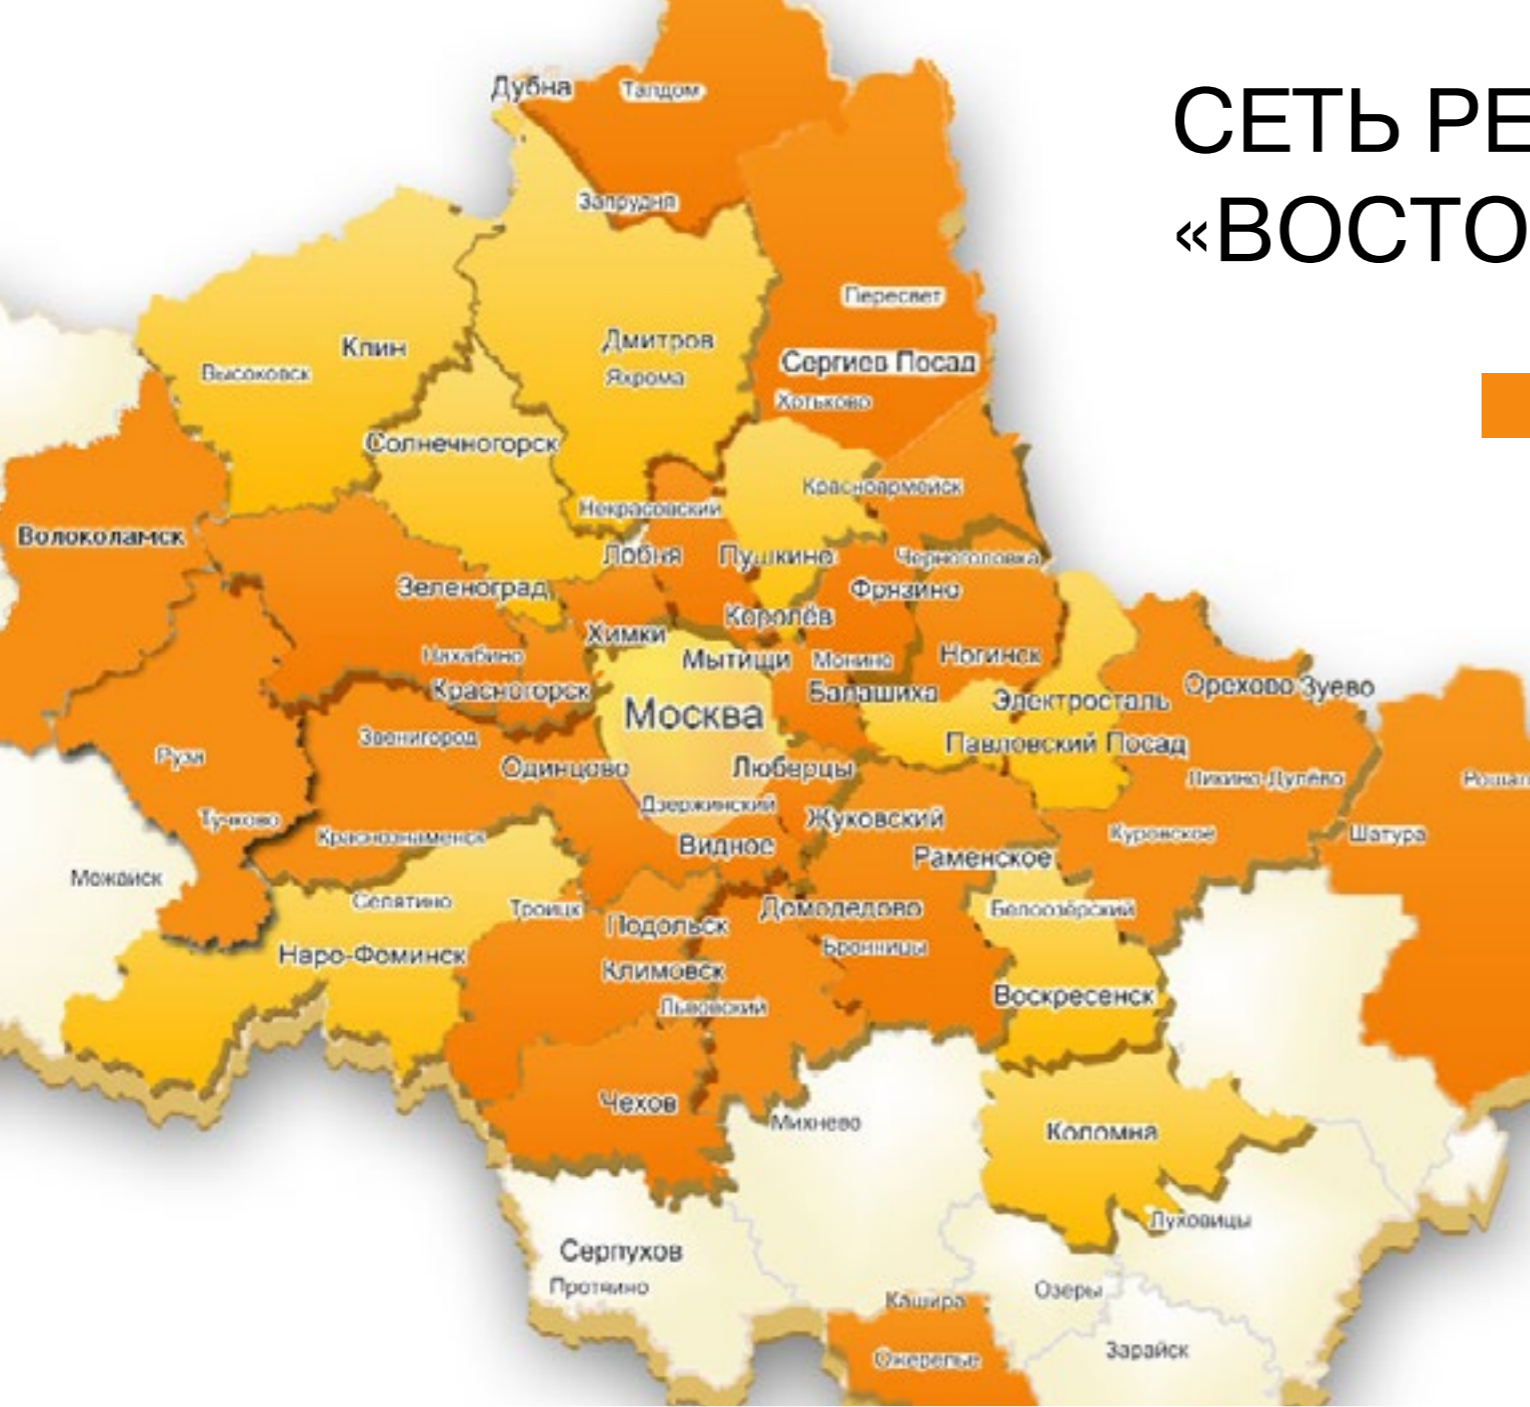 СЕТЬ РЕ
«ВОСТО
Дубна
Талдом
Запрудня
Пересвет
Клин
Дмитров
Сергиев Посад
Высоковск
Яхрома
Хотьково
Солнечногорск
Красноармейск
Некрасовский
Волоколамск
Лобня
Пушкино
Черноголовка
Зеленоград
Фрязино
Королёв
Химки
Нахабино
Мытищи
Монино
Ногинск
Красногорск
Балашиха
Электросталь
Орехово Зуево
Москва
Звенигород
Павловский Посад
Руза
Одинцово
Люберцы
Ликино-Дулёво
Рошал
Дзержинский
Тучково
Жуковский
Краснознаменск
Куровское
Шатура
Видное
Раменское
Можайск
Селятино
Троицк
Домодедово
Белоозёрский
Подольск
Бронницы
Наро-Фоминск
Климовск
Воскресенск
Львовский
Чехов
Михнево
Коломна
Луховицы
Серпухов
Протвино
Озеры
Кашира
Зарайск
Ожерелье